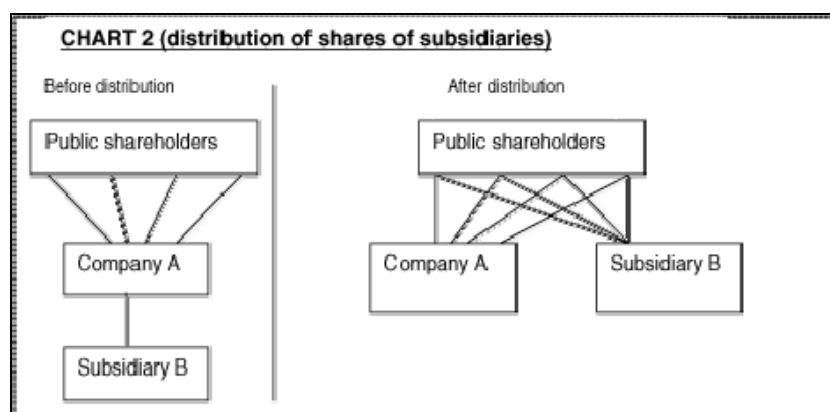 CHART 2 (distribution of shares of subsidiaries)
Before distribution
After distribution
Public shareholders
Public shareholders
Company A
Company A
Subsidiary B
Subsidiary B